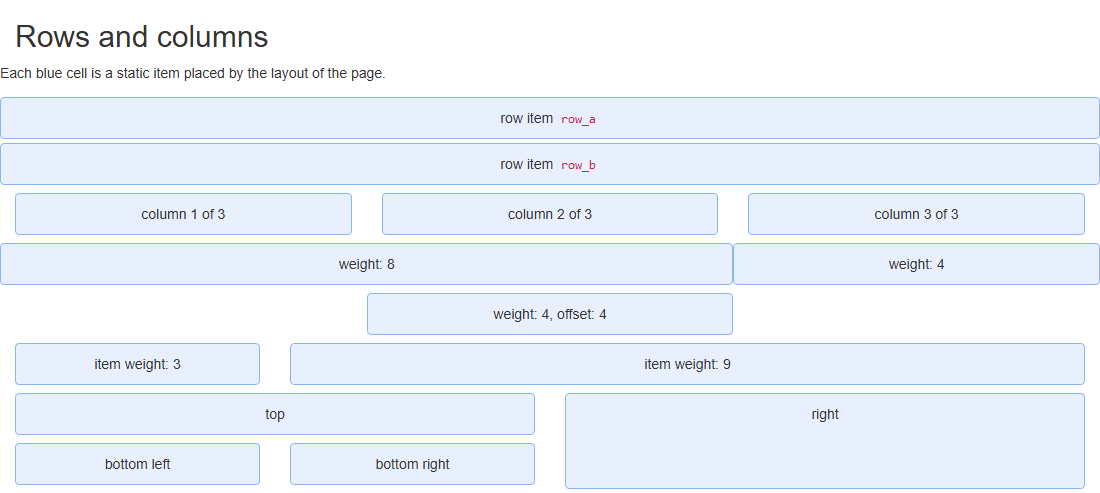 Rows and columns
Each blue cell is a static item placed by the layout of the page.
row item row_a
row item row_b
column 1 of 3 column 2 of 3 column 3 of 3
weight: 8 weight: 4
weight: 4, offset: 4
item weight: 3 item weight: 9
top right
bottom left bottom right